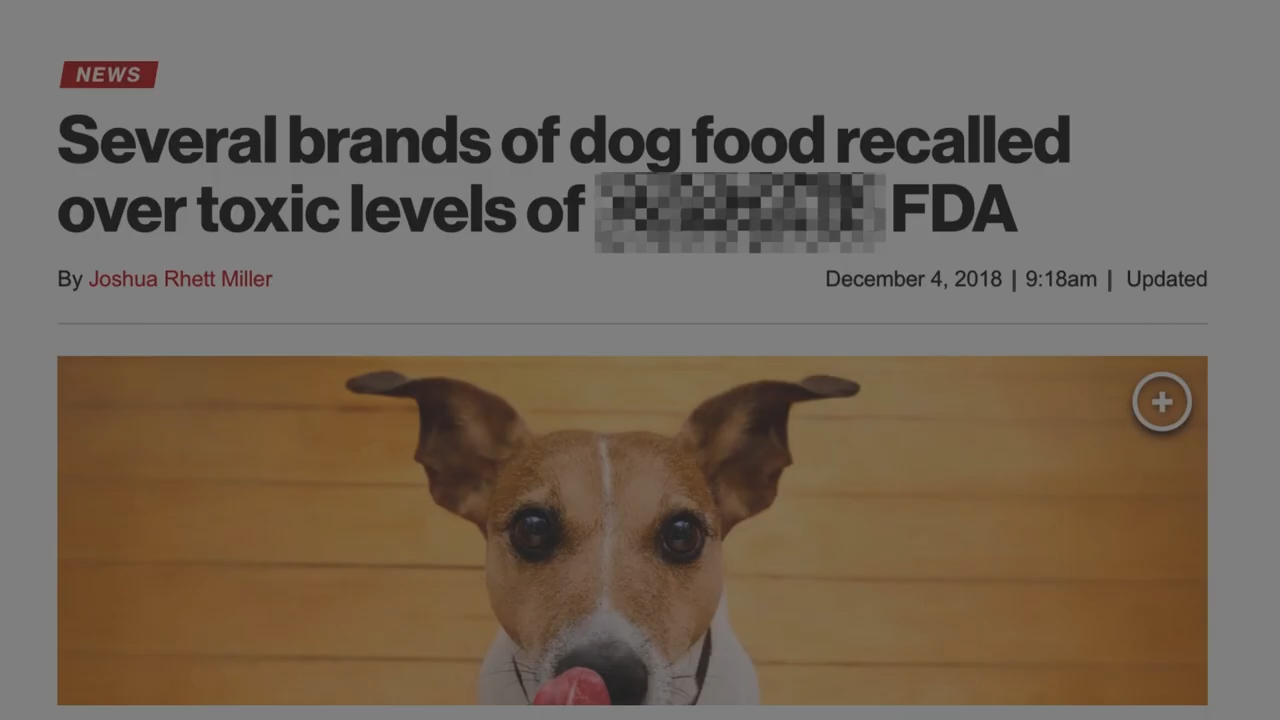 NEWS
Several brands of dog food recalled
over toxic levels of FDA
By Joshua Rhett Miller
December 4, 2018 | 9:18am | Updated